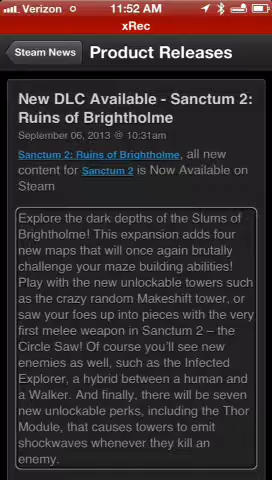 Verizon 11:52 AM
xRec
Steam News Product Releases
New DLC Available - Sanctum 2:
Ruins of Brightholme
September 06, 2013 @ 10:31am
Sanctum 2: Ruins of Brightholme, all new
content for Sanctum 2 is Now Available on
Steam
Explore the dark depths of the Slums of
Brightholme! This expansion adds four
new maps that will once again brutally
challenge your maze building abilities!
Play with the new unlockable towers such
as the crazy random Makeshift tower, or
saw your foes up into pieces with the very
first melee weapon in Sanctum 2 – the
Circle Saw! Of course you'll see new
enemies as well, such as the Infected
Explorer, a hybrid between a human and
a Walker. And finally, there will be seven
new unlockable perks, including the Thor
Module, that causes towers to emit
shockwaves whenever they kill an
enemy.